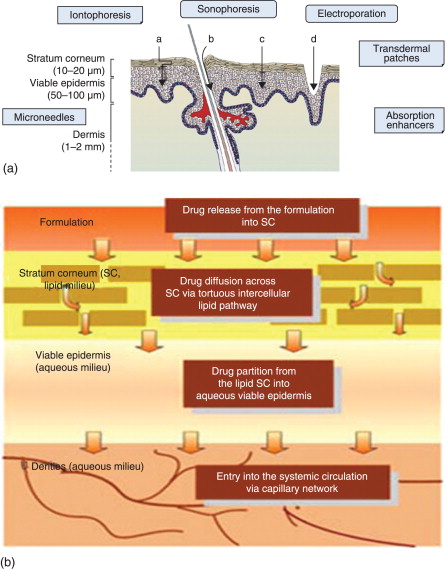 Iontophoresis
Sonophoresis
Electroporation
a
b
c
d
Stratum corneum
(10–20 μm)
Viable epidermis
(50–100 μm)
Transdermal
patches
Microneedles
Absorption
enhancers
Dermis
(1–2 mm)
(a)
Formulation
Drug release from the formulation
into SC
Stratum corneum (SC,
lipid milieu)
Drug diffusion across
SC via tortuous intercellular
lipid pathway
Viable epidermis
(aqueous milieu)
Drug partition from
the lipid SC into
aqueous viable epidermis
(aqueous milieu)
Entry into the systemic circulation
via capillary network
(b)